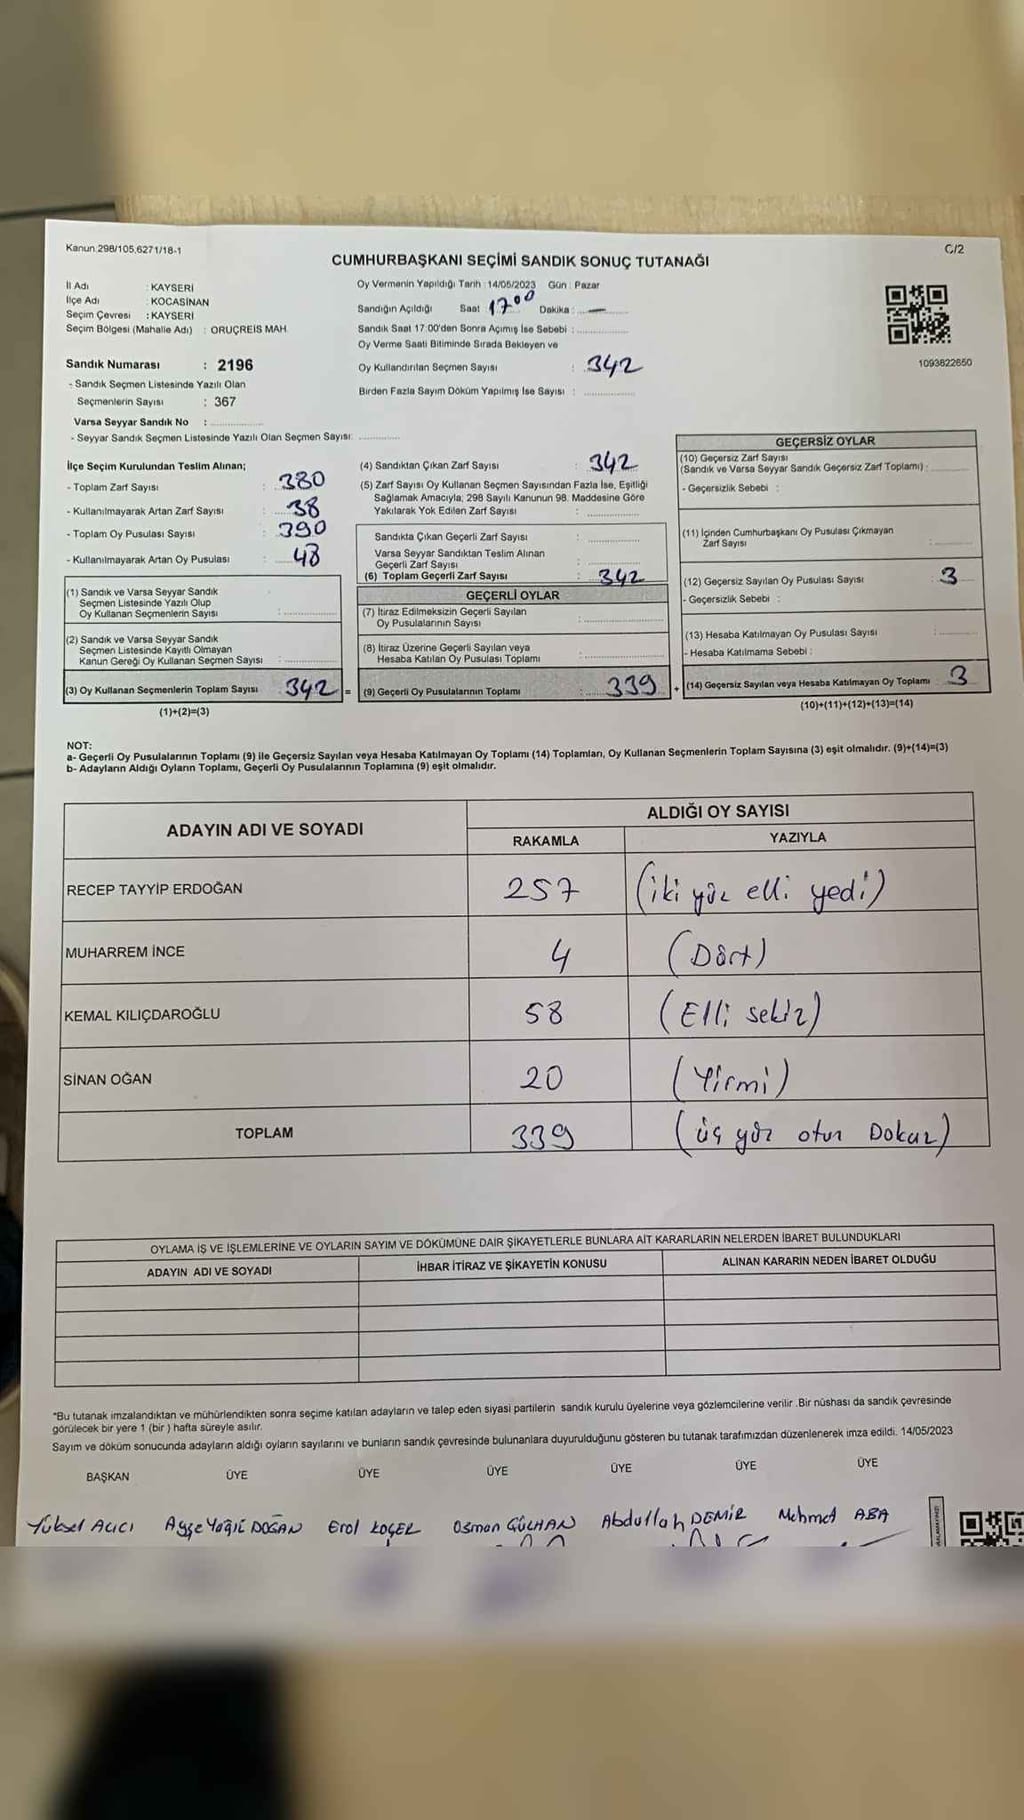 Kanun:298/105,6271/18-1
C/2
CUMHURBAŞKANI SEÇİMİ SANDIK SONUÇ TUTANAĞI
İl Adı : KAYSERİ
İlçe Adı : KOCASİNAN
Seçim Çevresi : KAYSERİ
Seçim Bölgesi (Mahalle Adı) : ORUÇREİS MAH.
Oy Vermenin Yapıldığı Tarih :14/05/2023 Gün : Pazar
Sandığın Açıldığı Saat 17 00 Dakika : —
Sandık Saat 17:00'den Sonra Açılmış İse Sebebi :
Oy Verme Saati Bitiminde Sırada Bekleyen ve
Oy Kullandırılan Seçmen Sayısı : 342
Birden Fazla Sayım Döküm Yapılmış İse Sayısı :
1093822650
Sandık Numarası : 2196
- Sandık Seçmen Listesinde Yazılı Olan
Seçmenlerin Sayısı : 367
Varsa Seyyar Sandık No :
- Seyyar Sandık Seçmen Listesinde Yazılı Olan Seçmen Sayısı:
İlçe Seçim Kurulundan Teslim Alınan;
- Toplam Zarf Sayısı : 380
- Kullanılmayarak Artan Zarf Sayısı : 38
- Toplam Oy Pusulası Sayısı : 390
- Kullanılmayarak Artan Oy Pusulası : 48
(1) Sandık ve Varsa Seyyar Sandık
Seçmen Listesinde Yazılı Olup
Oy Kullanan Seçmenlerin Sayısı :
(2) Sandık ve Varsa Seyyar Sandık
Seçmen Listesinde Kayıtlı Olmayan
Kanun Gereği Oy Kullanan Seçmen Sayısı :
(3) Oy Kullanan Seçmenlerin Toplam Sayısı : 342 =
(1)+(2)=(3)
(4) Sandıktan Çıkan Zarf Sayısı : 342
(5) Zarf Sayısı Oy Kullanan Seçmen Sayısından Fazla İse, Eşitliği
Sağlamak Amacıyla; 298 Sayılı Kanunun 98. Maddesine Göre
Yakılarak Yok Edilen Zarf Sayısı :
Sandıkta Çıkan Geçerli Zarf Sayısı :
Varsa Seyyar Sandıktan Teslim Alınan
Geçerli Zarf Sayısı :
(6) Toplam Geçerli Zarf Sayısı : 342
GEÇERLİ OYLAR
(7) İtiraz Edilmeksizin Geçerli Sayılan
Oy Pusulalarının Sayısı :
(8) İtiraz Üzerine Geçerli Sayılan veya
Hesaba Katılan Oy Pusulası Toplamı :
(9) Geçerli Oy Pusulalarının Toplamı : 339 +
GEÇERSİZ OYLAR
(10) Geçersiz Zarf Sayısı
(Sandık ve Varsa Seyyar Sandık Geçersiz Zarf Toplamı) :
- Geçersizlik Sebebi :
(11) İçinden Cumhurbaşkanı Oy Pusulası Çıkmayan
Zarf Sayısı :
(12) Geçersiz Sayılan Oy Pusulası Sayısı : 3
- Geçersizlik Sebebi :
(13) Hesaba Katılmayan Oy Pusulası Sayısı :
- Hesaba Katılmama Sebebi :
(14) Geçersiz Sayılan veya Hesaba Katılmayan Oy Toplamı 3
(10)+(11)+(12)+(13)=(14)
NOT:
a- Geçerli Oy Pusulalarının Toplamı (9) ile Geçersiz Sayılan veya Hesaba Katılmayan Oy Toplamı (14) Toplamları, Oy Kullanan Seçmenlerin Toplam Sayısına (3) eşit olmalıdır. (9)+(14)=(3)
b- Adayların Aldığı Oyların Toplamı, Geçerli Oy Pusulalarının Toplamına (9) eşit olmalıdır.
ADAYIN ADI VE SOYADI
ALDIĞI OY SAYISI
RAKAMLA YAZIYLA
RECEP TAYYİP ERDOĞAN 257 (iki yüz elli yedi)
MUHARREM İNCE 4 (Dört)
KEMAL KILIÇDAROĞLU 58 (Elli sekiz)
SİNAN OĞAN 20 (Yirmi)
TOPLAM 339 (üç yüz otuz Dokuz)
OYLAMA İŞ VE İŞLEMLERİNE VE OYLARIN SAYIM VE DÖKÜMÜNE DAİR ŞİKAYETLERLE BUNLARA AİT KARARLARIN NELERDEN İBARET BULUNDUKLARI
ADAYIN ADI VE SOYADI İHBAR İTİRAZ VE ŞİKAYETİN KONUSU ALINAN KARARIN NEDEN İBARET OLDUĞU
*Bu tutanak imzalandıktan ve mühürlendikten sonra seçime katılan adayların ve talep eden siyasi partilerin sandık kurulu üyelerine veya gözlemcilerine verilir .Bir nüshası da sandık çevresinde
görülecek bir yere 1 (bir ) hafta süreyle asılır.
Sayım ve döküm sonucunda adayların aldığı oyların sayılarını ve bunların sandık çevresinde bulunanlara duyurulduğunu gösteren bu tutanak tarafımızdan düzenlenerek imza edildi. 14/05/2023
BAŞKAN ÜYE ÜYE ÜYE ÜYE ÜYE ÜYE
Yüksel Alıcı Ayşe Yağız DOĞAN Erol KOÇER Osman GÜLHAN Abdullah DEMİR Mehmet ABA